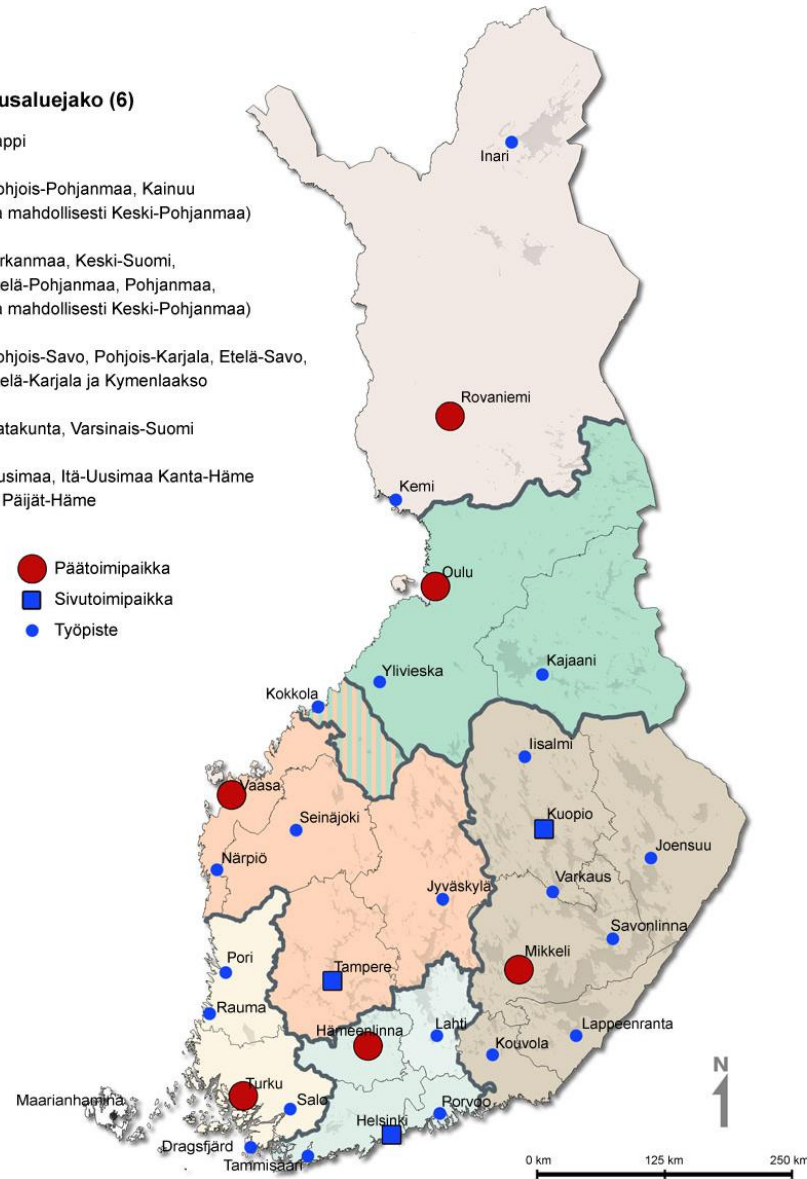 usaluejako (6)
appi
ohjois-Pohjanmaa, Kainuu
a mahdollisesti Keski-Pohjanmaa)
rkanmaa, Keski-Suomi,
elä-Pohjanmaa, Pohjanmaa,
a mahdollisesti Keski-Pohjanmaa)
ohjois-Savo, Pohjois-Karjala, Etelä-Savo,
elä-Karjala ja Kymenlaakso
atakunta, Varsinais-Suomi
usimaa, Itä-Uusimaa Kanta-Häme
Päijät-Häme
Päätoimipaikka
Sivutoimipaikka
Työpiste
Inari
Rovaniemi
Kemi
Oulu
Ylivieska
Kajaani
Kokkola
Iisalmi
Vaasa
Seinäjoki
Kuopio
Joensuu
Närpiö
Varkaus
Jyväskylä
Savonlinna
Pori
Tampere
Mikkeli
Rauma
Hämeenlinna
Lahti
Lappeenranta
Kouvola
Turku
Maarianhamina
Salo
Helsinki
Porvoo
Dragsfjärd
Tammisaari
N
0 km
125 km
250 km